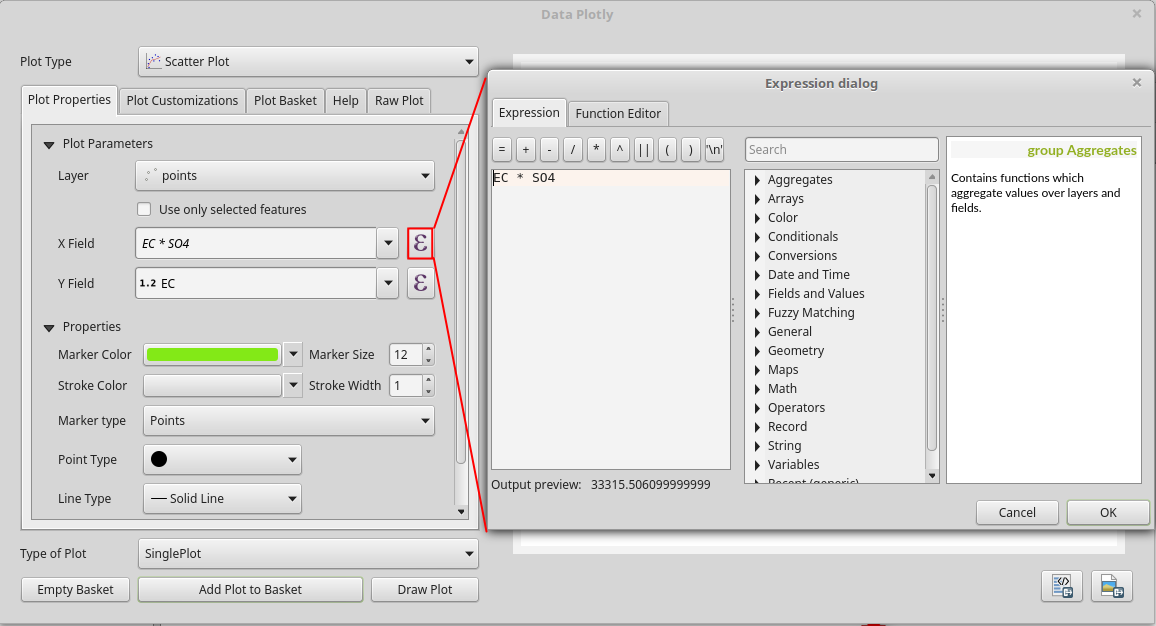 Data Plotly
Plot Type
Scatter Plot
Plot Properties
Plot Customizations
Plot Basket
Help
Raw Plot
Plot Parameters
Layer
points
Use only selected features
X Field
EC * SO4
ε
Y Field
1.2 EC
ε
Properties
Marker Color
Marker Size
12
Stroke Color
Stroke Width
1
Marker type
Points
Point Type
Line Type
Solid Line
Type of Plot
SinglePlot
Empty Basket
Add Plot to Basket
Draw Plot
Expression dialog
Expression
Function Editor
= + - / * ^ || ( ) '\n'
EC * SO4
Output preview: 33315.506099999999
Search
Aggregates
Arrays
Color
Conditionals
Conversions
Date and Time
Fields and Values
Fuzzy Matching
General
Geometry
Maps
Math
Operators
Record
String
Variables
Recent (generic)
group Aggregates
Contains functions which
aggregate values over layers and
fields.
Cancel
OK